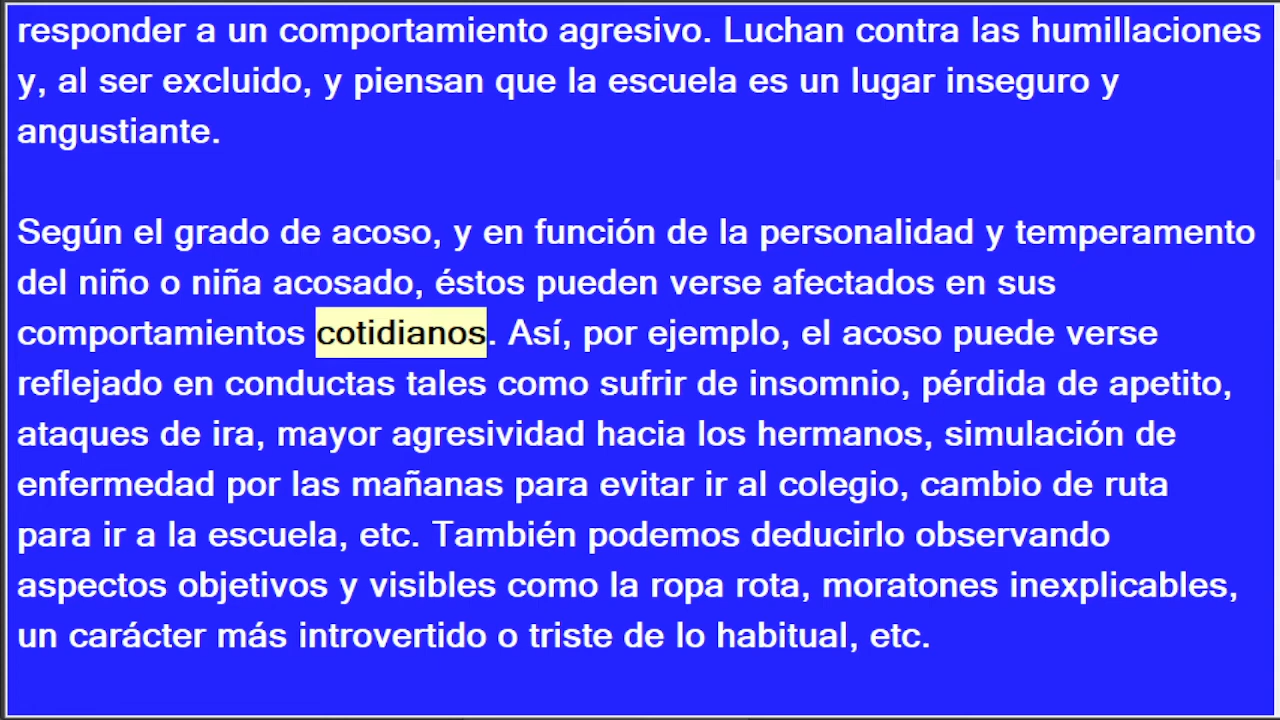 responder a un comportamiento agresivo. Luchan contra las humillaciones
y, al ser excluido, y piensan que la escuela es un lugar inseguro y
angustiante.
Según el grado de acoso, y en función de la personalidad y temperamento
del niño o niña acosado, éstos pueden verse afectados en sus
comportamientos cotidianos. Así, por ejemplo, el acoso puede verse
reflejado en conductas tales como sufrir de insomnio, pérdida de apetito,
ataques de ira, mayor agresividad hacia los hermanos, simulación de
enfermedad por las mañanas para evitar ir al colegio, cambio de ruta
para ir a la escuela, etc. También podemos deducirlo observando
aspectos objetivos y visibles como la ropa rota, moratones inexplicables,
un carácter más introvertido o triste de lo habitual, etc.